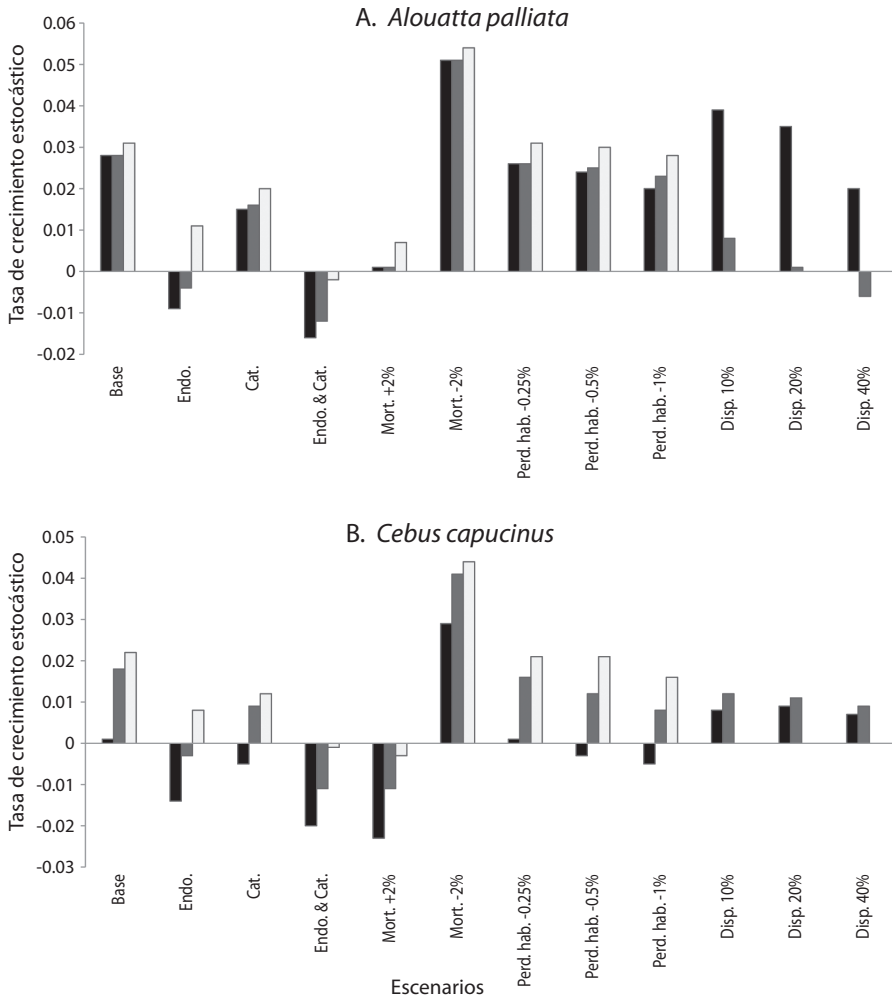 A. Alouatta palliata
Tasa de crecimiento estocástico
0.06
0.05
0.04
0.03
0.02
0.01
0
-0.01
-0.02
Base
Endo.
Cat.
Endo. & Cat.
Mort. +2%
Mort. -2%
Perd. hab. -0.25%
Perd. hab. -0.5%
Perd. hab. -1%
Disp. 10%
Disp. 20%
Disp. 40%
B. Cebus capucinus
Tasa de crecimiento estocástico
0.05
0.04
0.03
0.02
0.01
0
-0.01
-0.02
-0.03
Base
Endo.
Cat.
Endo. & Cat.
Mort. +2%
Mort. -2%
Perd. hab. -0.25%
Perd. hab. -0.5%
Perd. hab. -1%
Disp. 10%
Disp. 20%
Disp. 40%
Escenarios